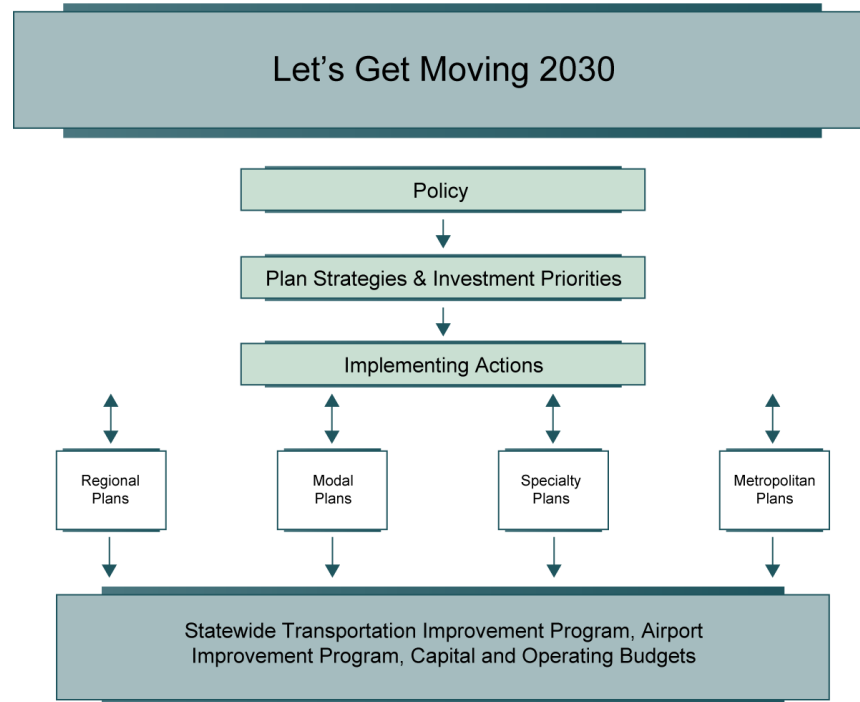 Let’s Get Moving 2030
Policy
Plan Strategies & Investment Priorities
Implementing Actions
Regional
Plans
Modal
Plans
Specialty
Plans
Metropolitan
Plans
Statewide Transportation Improvement Program, Airport
Improvement Program, Capital and Operating Budgets